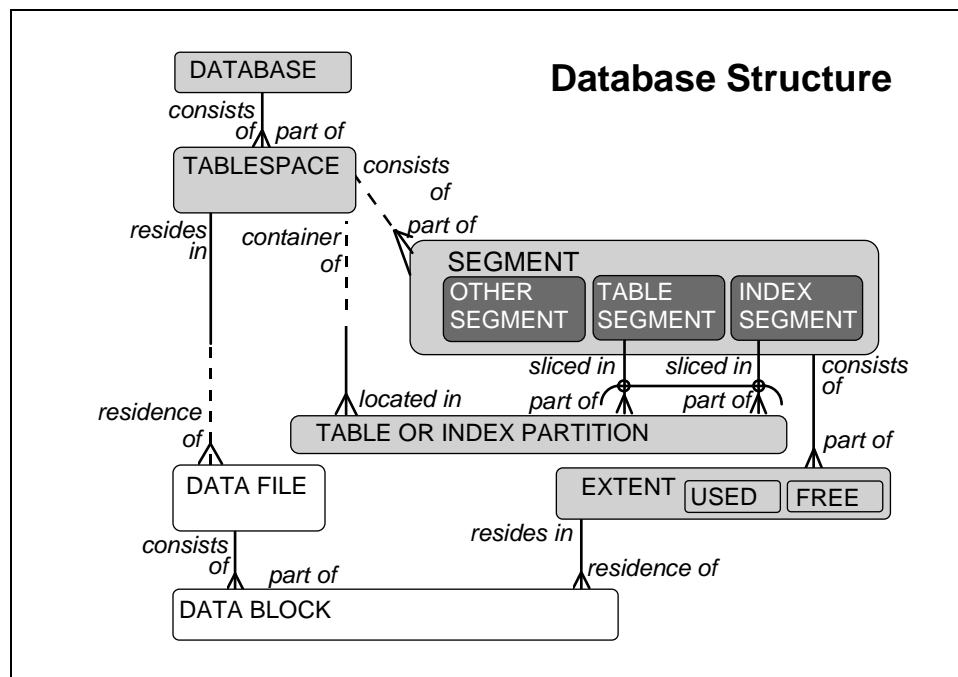 Database Structure
DATABASE
consists
of
part of
TABLESPACE
consists
of
part of
resides
in
container
of
SEGMENT
OTHER
SEGMENT
TABLE
SEGMENT
INDEX
SEGMENT
sliced in
sliced in
consists
of
residence
of
located in
part of
part of
TABLE OR INDEX PARTITION
part of
DATA FILE
EXTENT
USED
FREE
consists
of
part of
resides in
residence of
DATA BLOCK